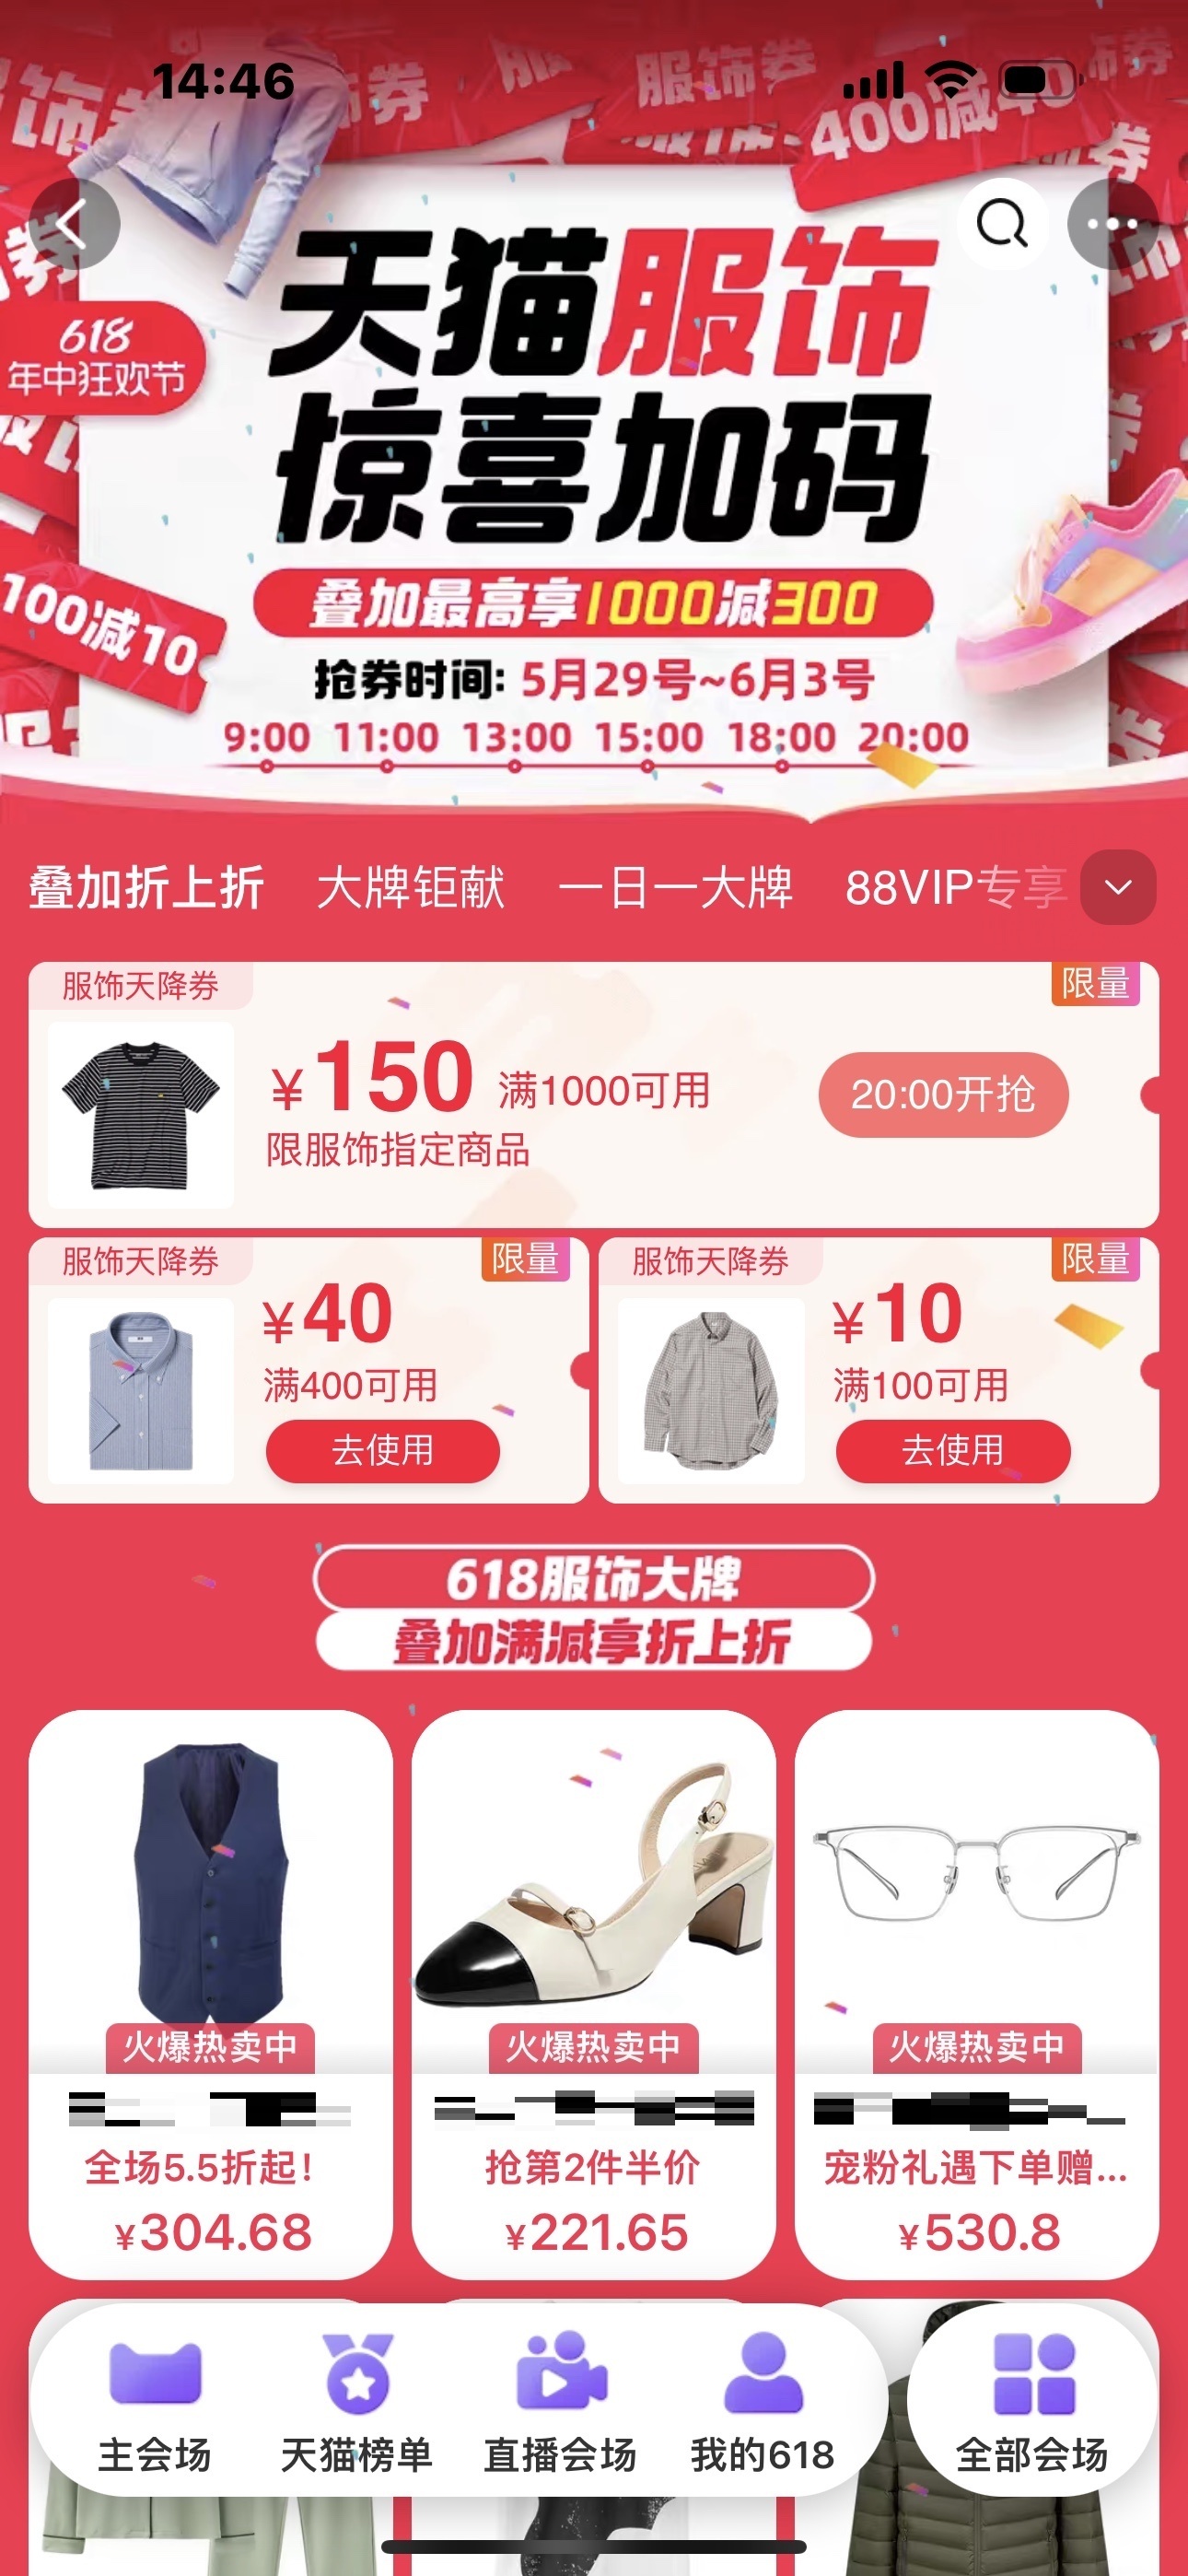 14:46
服饰券
400减40
天猫服饰
618
年中狂欢节
惊喜加码
100减10
叠加最高享1000减300
抢券时间: 5月29号~6月3号
9:00 11:00 13:00 15:00 18:00 20:00
叠加折上折 大牌钜献 一日一大牌 88VIP专享
服饰天降券 限量
¥150 满1000可用
20:00开抢
限服饰指定商品
服饰天降券 限量
¥40
满400可用
去使用
服饰天降券 限量
¥10
满100可用
去使用
618服饰大牌
叠加满减享折上折
火爆热卖中
全场5.5折起!
¥304.68
火爆热卖中
抢第2件半价
¥221.65
火爆热卖中
宠粉礼遇下单赠...
¥530.8
主会场 天猫榜单 直播会场 我的618 全部会场